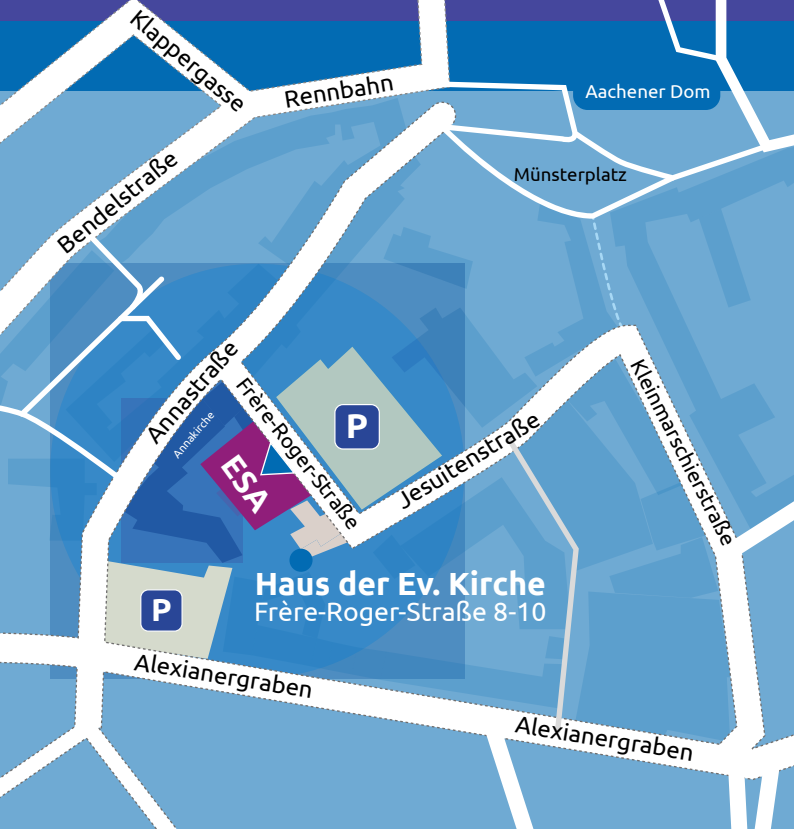 Klappergasse
Rennbahn
Aachener Dom
Bendelstraße
Münsterplatz
Annastraße
Annakirche
Frère-Roger-Straße
P
ESA
Jesuitenstraße
Kleinmarschierstraße
Haus der Ev. Kirche
Frère-Roger-Straße 8-10
P
Alexianergraben
Alexianergraben